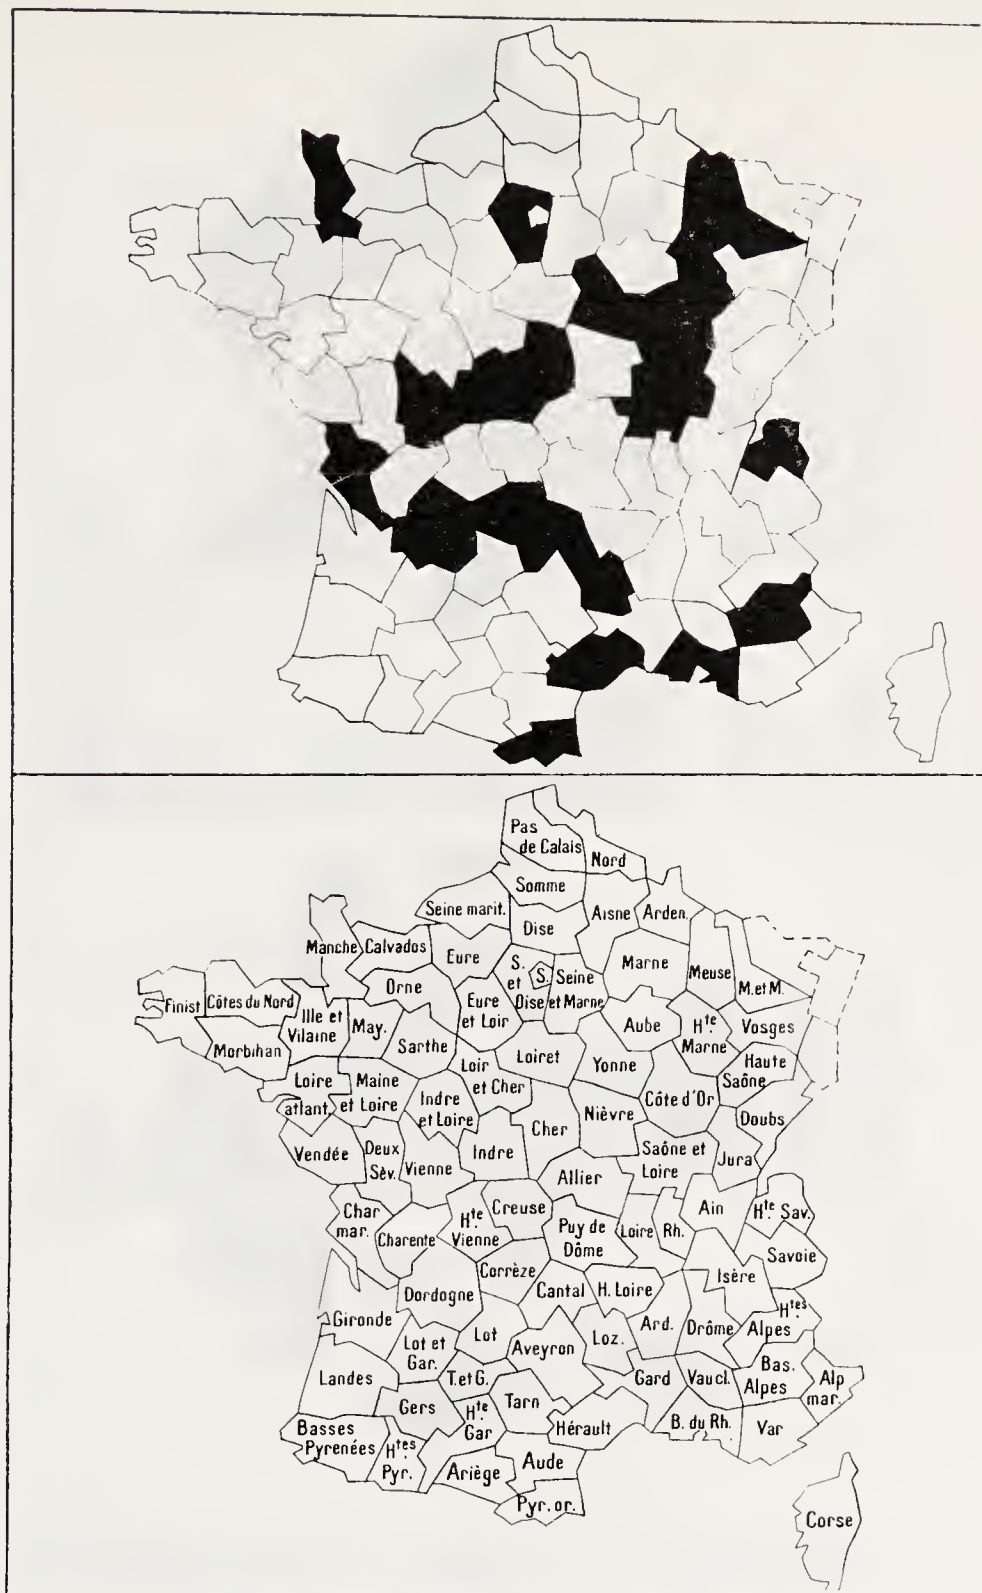 Pas
de Calais
Nord
Somme
Seine marit.
Dise
Aisne
Arden.
Manche
Calvados
Eure
S.
et
Oise
S.
Seine
et Marne
Marne
Meuse
M. et M.
Orne
Finist
Côtes du Nord
Ille et
Vilaine
May.
Sarthe
Eure
et Loir
Aube
Hte.
Marne
Vosges
Morbihan
Loiret
Yonne
Haute
Saône
Loire
atlant.
Maine
et Loire
Loir
et Cher
Indre
et Loire
Cher
Nièvre
Côte d'Or
Doubs
Vendée
Deux
Sèv.
Vienne
Indre
Allier
Saône et
Loire
Jura
Char
mar.
Charente
Hte.
Vienne
Creuse
Puy de
Dôme
Loire
Rh.
Ain
Hte. Sav.
Savoie
Isère
Corrèze
Dordogne
Cantal
H. Loire
Gironde
Lot et
Gar.
Lot
Aveyron
Loz.
Ard.
Drôme
Htes.
Alpes
Landes
T. et G.
Gard
Vaucl.
Bas.
Alpes
Alp
mar.
Gers
Hte.
Gar
Tarn
Hérault
B. du Rh.
Var
Basses
Pyrenées
Htes
Pyr.
Ariège
Aude
Pyr. or.
Corse